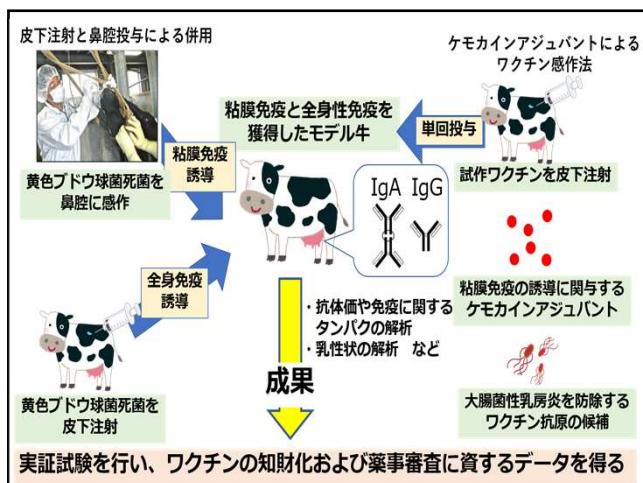 皮下注射と鼻腔投与による併用
黄色ブドウ球菌死菌を
鼻腔に感作
粘膜免疫
誘導
粘膜免疫と全身性免疫を
獲得したモデル牛
IgA IgG
全身免疫
誘導
黄色ブドウ球菌死菌を
皮下注射
ケモカインアジュバントによる
ワクチン感作法
単回投与
試作ワクチンを皮下注射
粘膜免疫の誘導に関与する
ケモカインアジュバント
大腸菌性乳房炎を防除する
ワクチン抗原の候補
・抗体価や免疫に関する
タンパクの解析
・乳性状の解析 など
成果
実証試験を行い、ワクチンの知財化および薬事審査に資するデータを得る